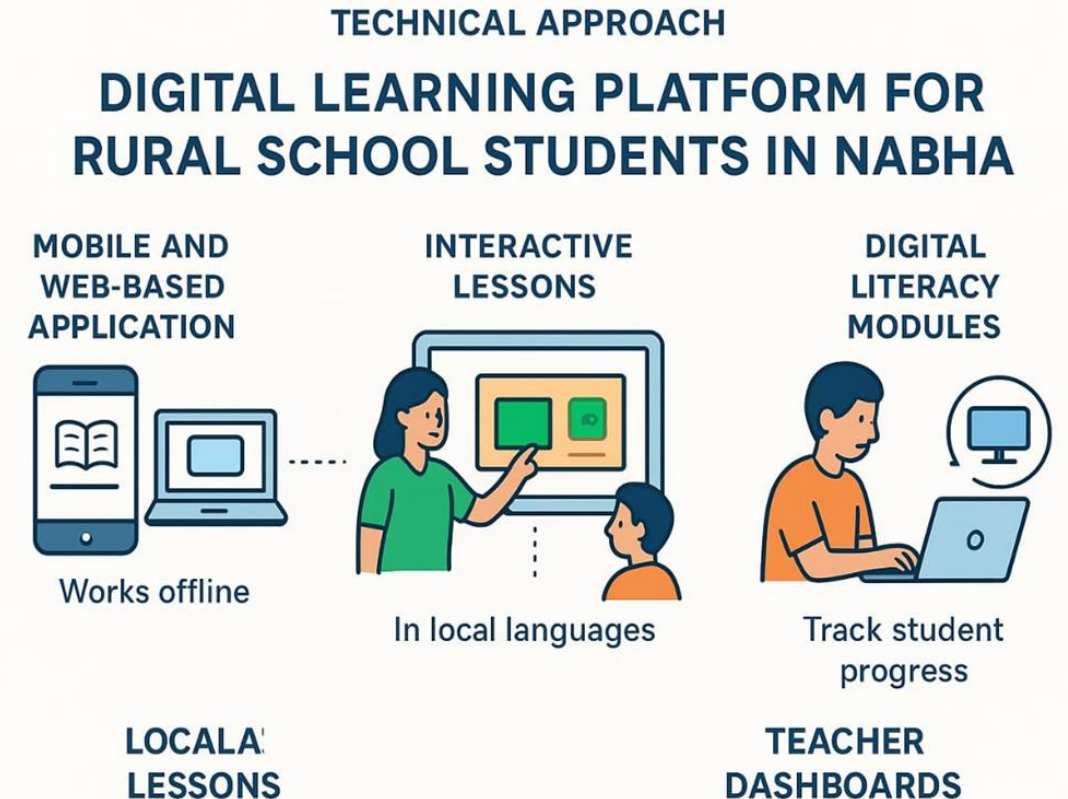 TECHNICAL APPROACH
DIGITAL LEARNING PLATFORM FOR
RURAL SCHOOL STUDENTS IN NABHA
MOBILE AND
WEB-BASED
APPLICATION
Works offline
INTERACTIVE
LESSONS
In local languages
DIGITAL
LITERACY
MODULES
Track student
progress
LESSONS
TEACHER
DASHBOARDS